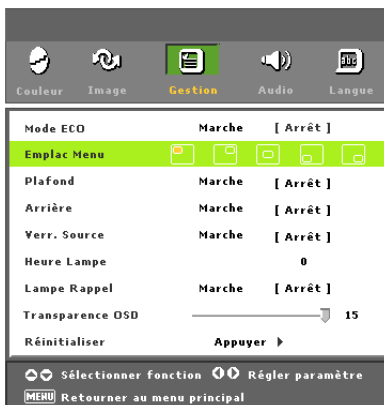 Couleur Image Gestion Audio Langue
Mode ECO Marche [ Arrêt ]
Emplac Menu
Plafond Marche [ Arrêt ]
Arrière Marche [ Arrêt ]
Verr. Source Marche [ Arrêt ]
Heure Lampe 0
Lampe Rappel Marche [ Arrêt ]
Transparence OSD 15
Réinitialiser Appuyer
Sélectionner fonction Régler paramètre
MENU Retourner au menu principal